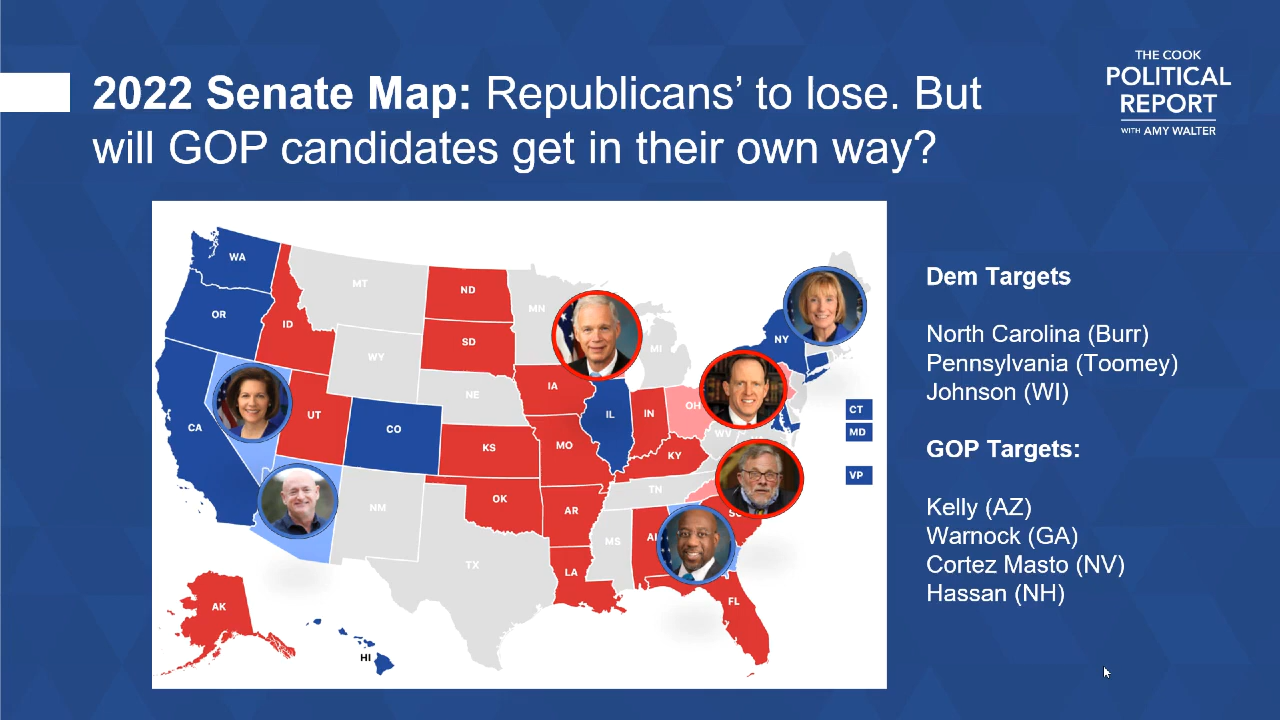 THE COOK
POLITICAL
REPORT
WITH AMY WALTER
2022 Senate Map: Republicans' to lose. But
will GOP candidates get in their own way?
WA
MT
ND
MN
OR
ID
SD
WY
MI
NY
IA
NE
OH
UT
CO
IL
IN
CA
KS
MO
WV
KY
CT
MD
VP
TN
NM
OK
AR
SC
MS
TX
LA
FL
AK
HI
Dem Targets
North Carolina (Burr)
Pennsylvania (Toomey)
Johnson (WI)
GOP Targets:
Kelly (AZ)
Warnock (GA)
Cortez Masto (NV)
Hassan (NH)